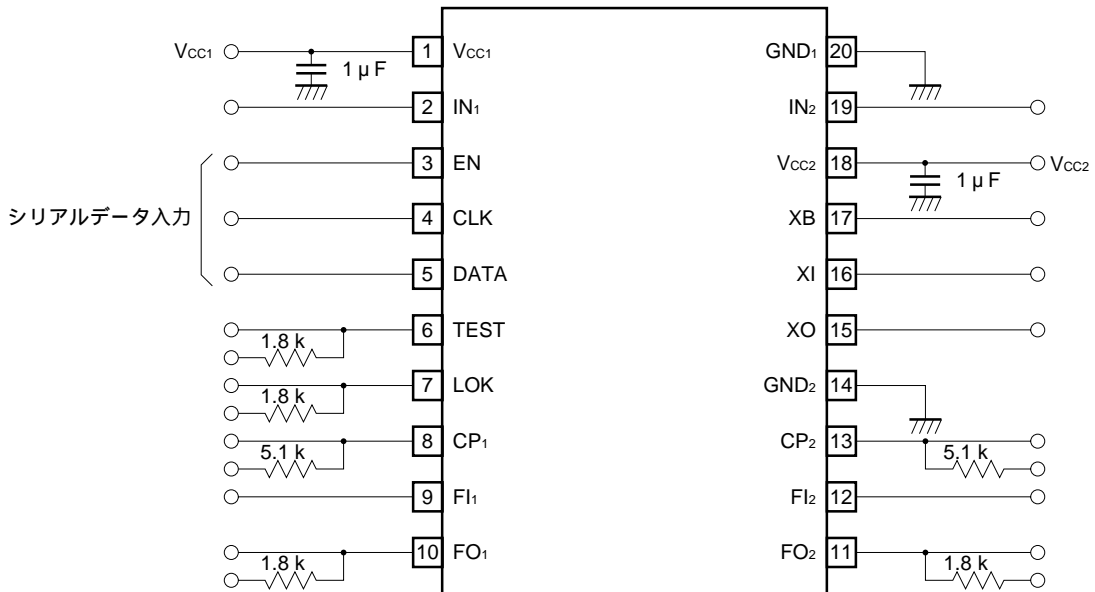 VCC1 1 VCC1 GND1 20
1 μF
2 IN1 IN2 19
3 EN VCC2 18 VCC2
1 μF
シリアルデータ入力 4 CLK XB 17
5 DATA XI 16
6 TEST XO 15
1.8 k
7 LOK GND2 14
1.8 k
8 CP1 CP2 13
5.1 k 5.1 k
9 FI1 FI2 12
10 FO1 FO2 11
1.8 k 1.8 k